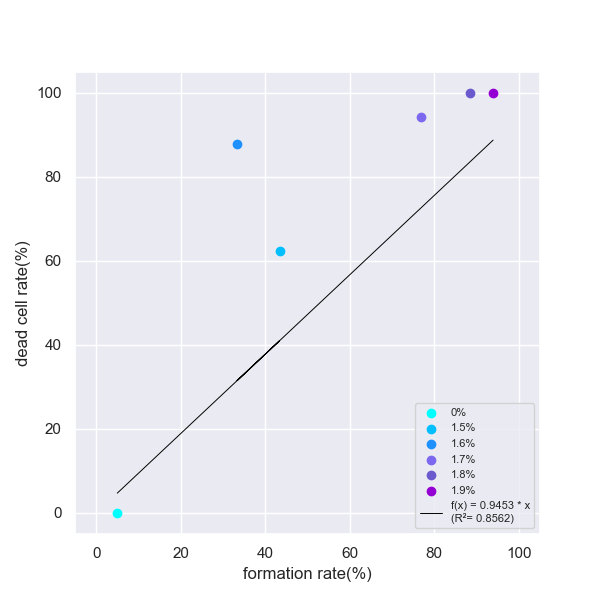 100
80
60
40
20
0
dead cell rate(%)
0 20 40 60 80 100
formation rate(%)
0%
1.5%
1.6%
1.7%
1.8%
1.9%
f(x) = 0.9453 * x
(R²= 0.8562)